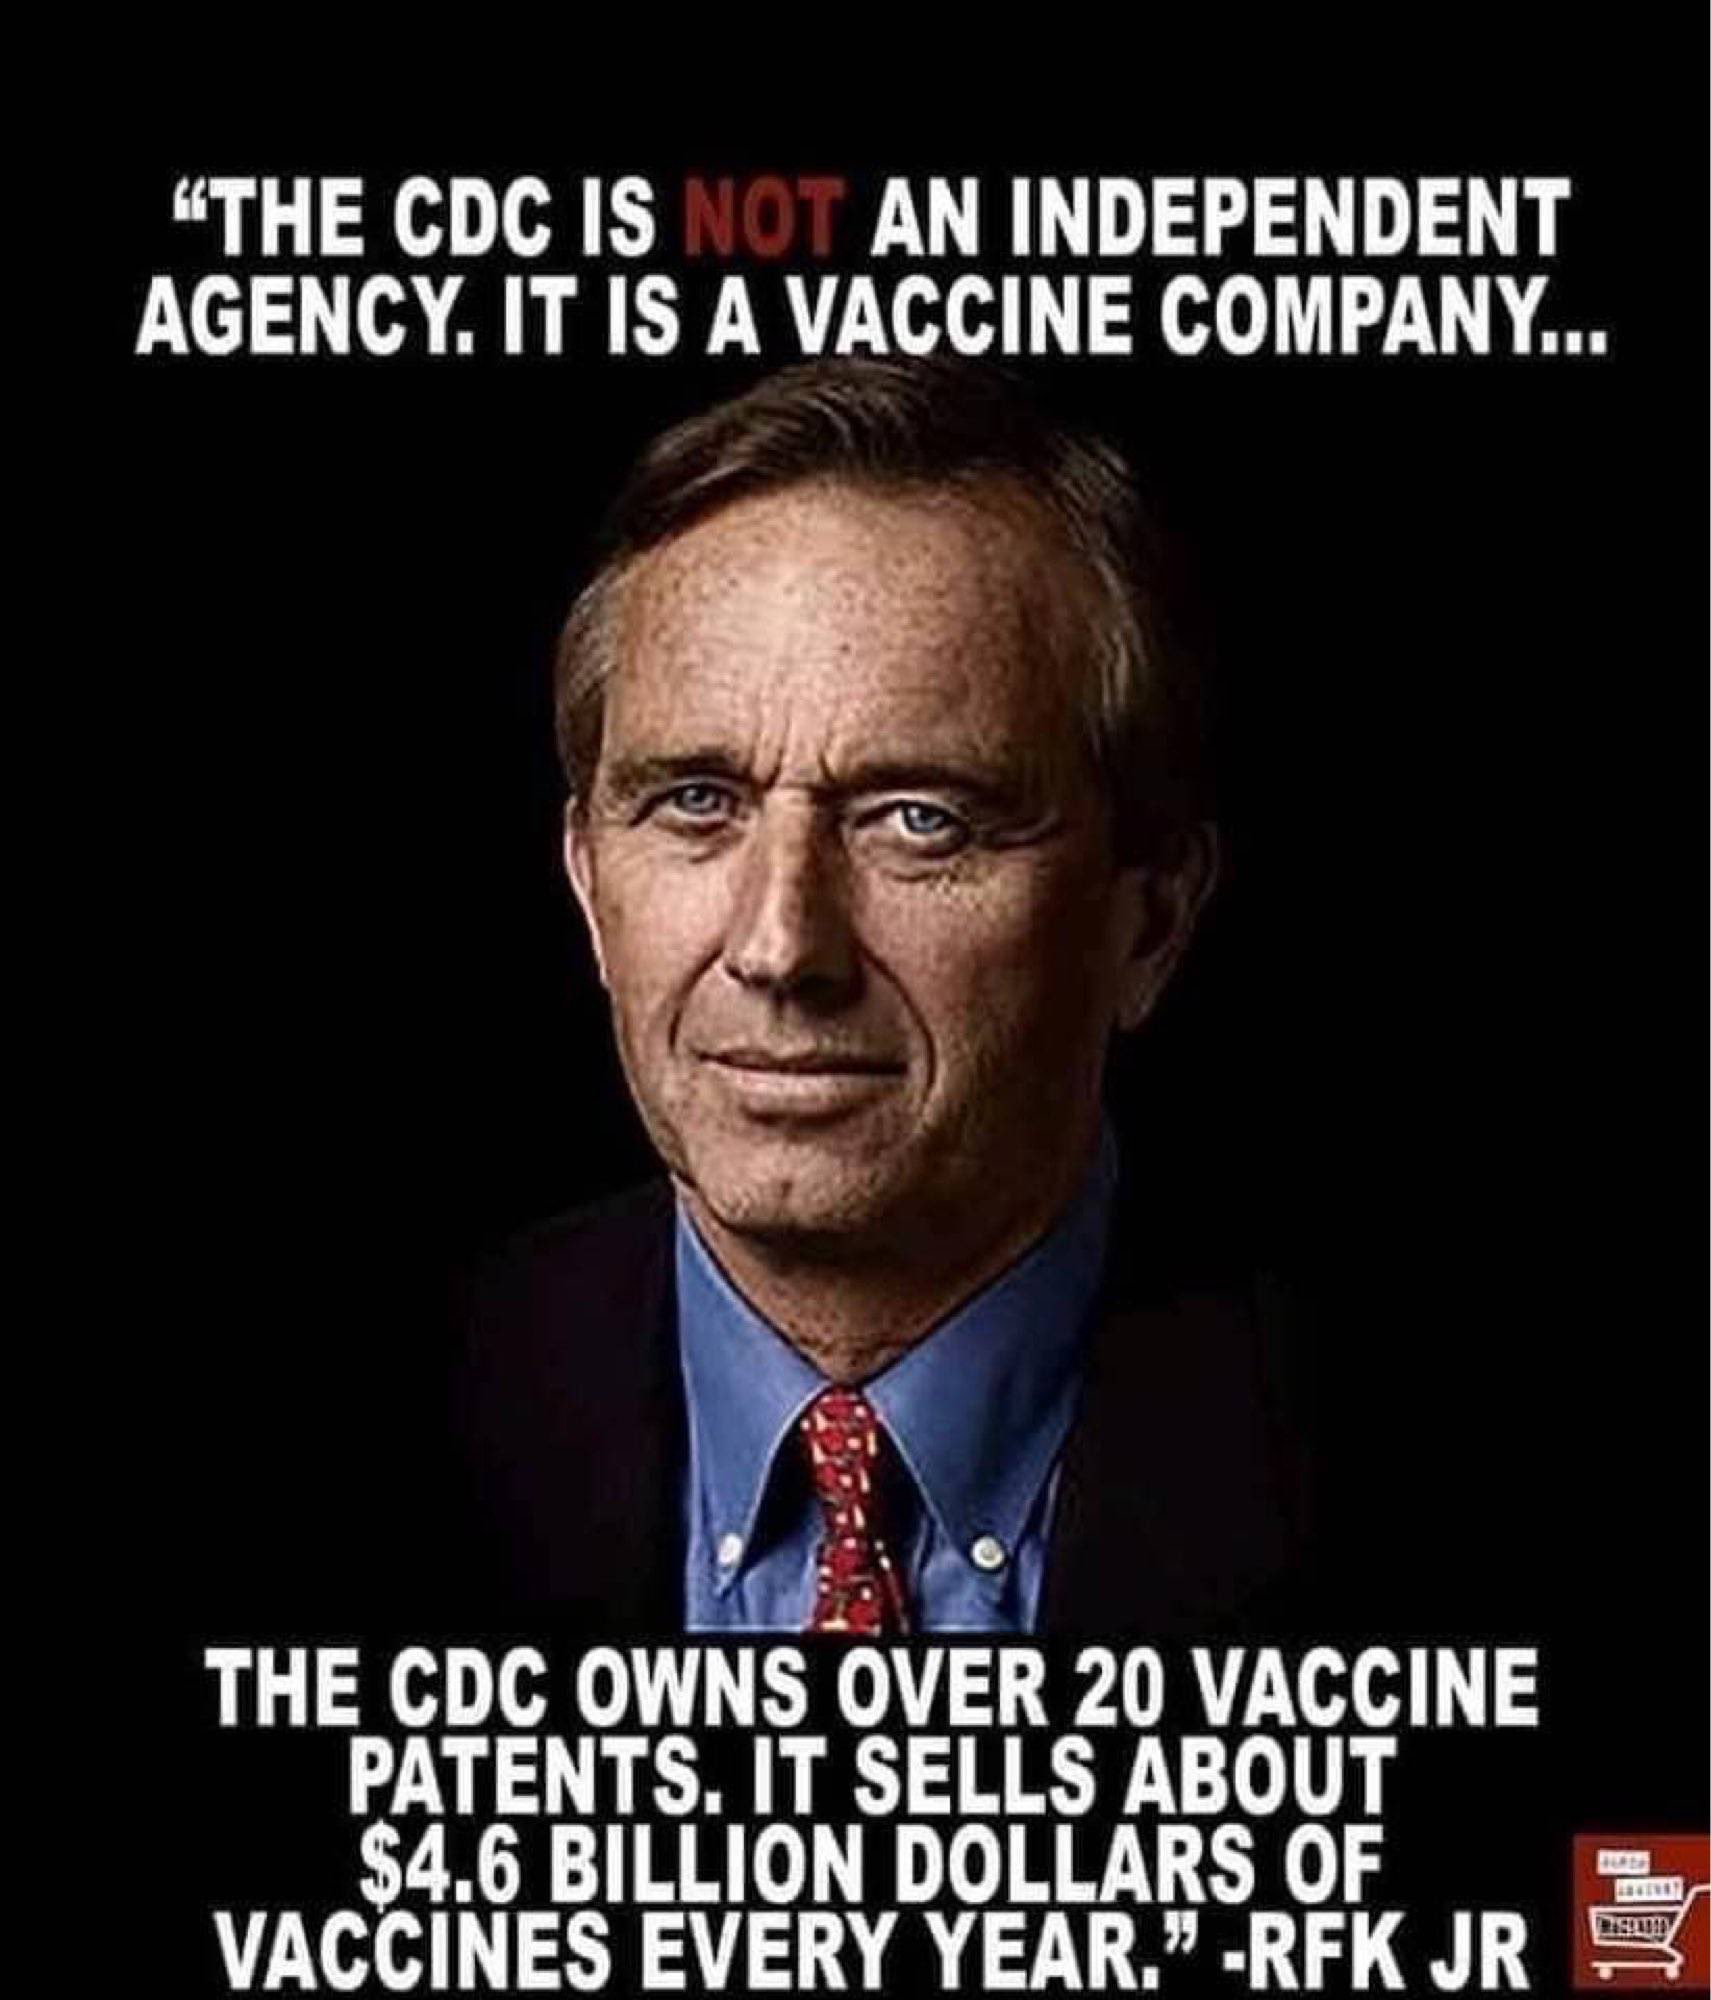 “THE CDC IS NOT AN INDEPENDENT
AGENCY. IT IS A VACCINE COMPANY...
THE CDC OWNS OVER 20 VACCINE
PATENTS. IT SELLS ABOUT
$4.6 BILLION DOLLARS OF
VACCINES EVERY YEAR.” -RFK JR